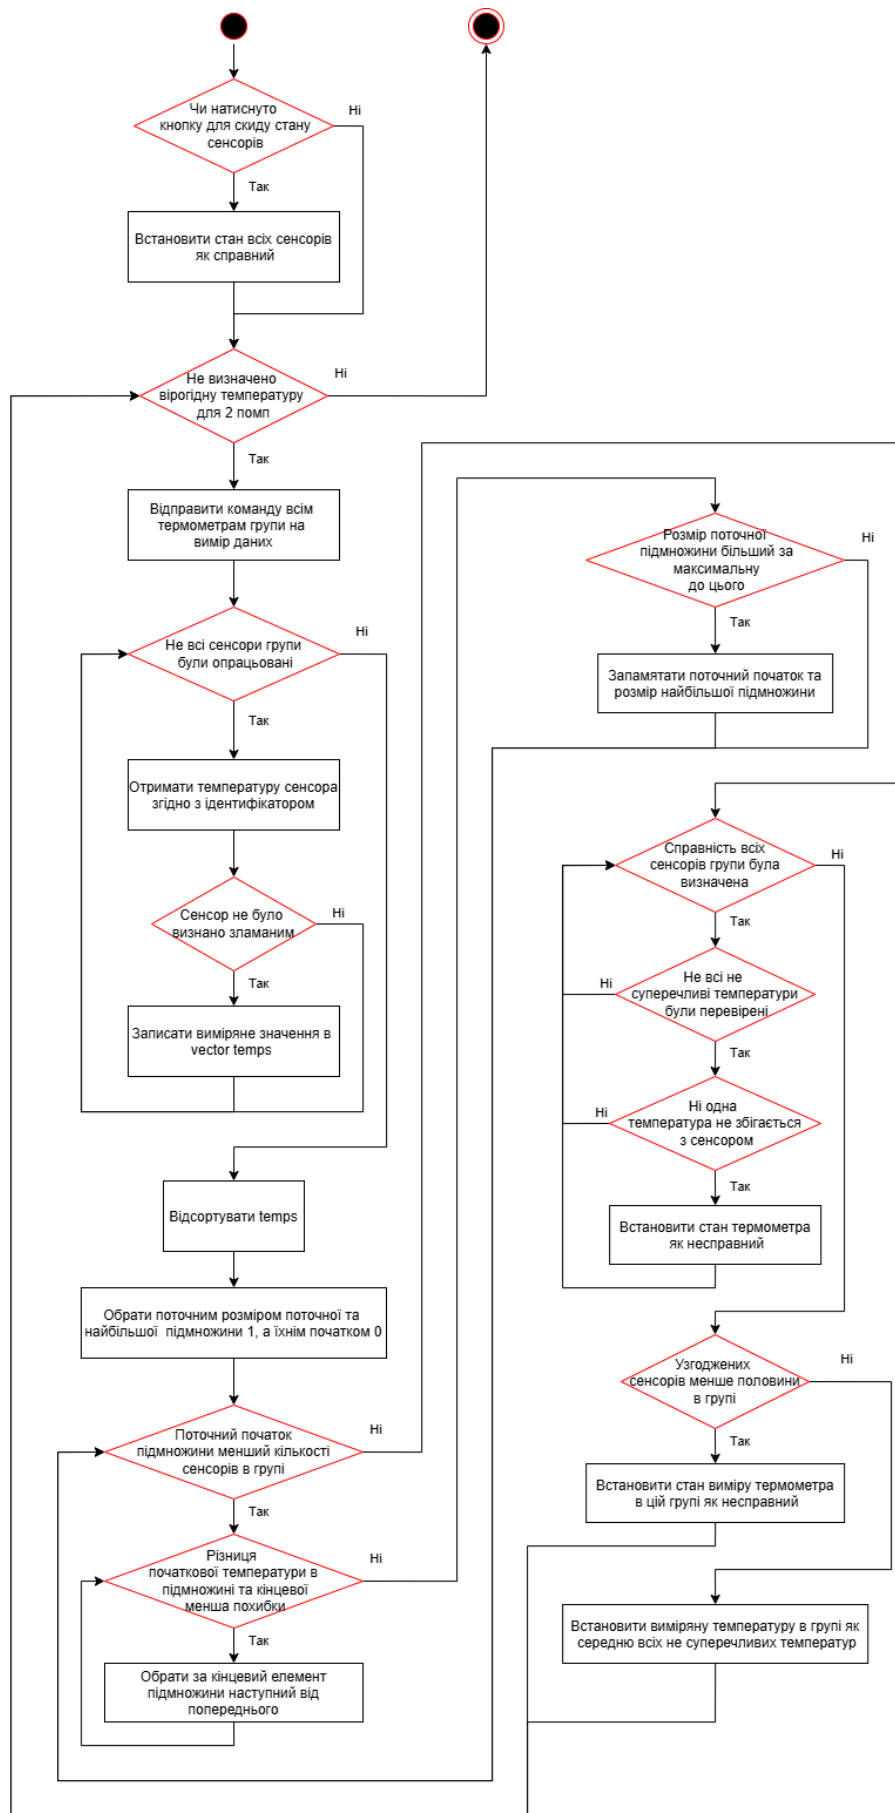 Чи натиснуто
кнопку для скиду стану
сенсорів
Ні
Так
Встановити стан всіх сенсорів
як справний
Не визначено
вірогідну температуру
для 2 помп
Ні
Так
Відправити команду всім
термометрам групи на
вимір даних
Не всі сенсори групи
були опрацьовані
Ні
Так
Отримати температуру сенсора
згідно з ідентифікатором
Сенсор не було
визнано зламаним
Ні
Так
Записати виміряне значення в
vector temps
Відсортувати temps
Обрати поточним розміром поточної та
найбільшої підмножини 1, а їхнім початком 0
Поточний початок
підмножини менший кількості
сенсорів в групі
Ні
Так
Різниця
початкової температури в
підмножині та кінцевої
менша похибки
Ні
Так
Обрати за кінцевий елемент
підмножини наступний від
попереднього
Розмір поточної
підмножини більший за
максимальну
до цього
Ні
Так
Запамятати поточний початок та
розмір найбільшої підмножини
Справність всіх
сенсорів групи була
визначена
Ні
Так
Не всі не
суперечливі температури
були перевірені
Ні
Так
Ні одна
температура не збігається
з сенсором
Ні
Так
Встановити стан термометра
як несправний
Узгоджених
сенсорів менше половини
в групі
Ні
Так
Встановити стан виміру термометра
в цій групі як несправний
Встановити виміряну температуру в групі як
середню всіх не суперечливих температур